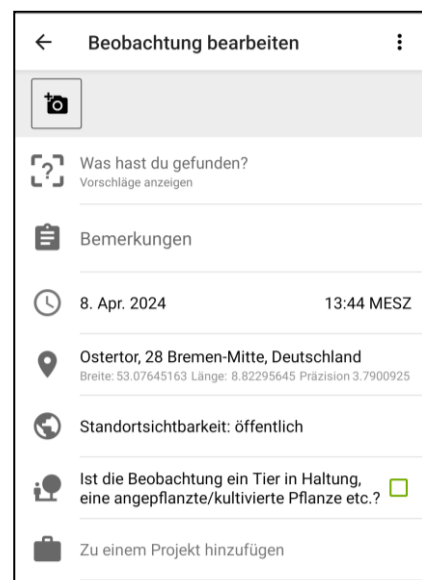 Beobachtung bearbeiten
Was hast du gefunden?
Vorschläge anzeigen
Bemerkungen
8. Apr. 2024 13:44 MESZ
Ostertor, 28 Bremen-Mitte, Deutschland
Breite: 53.07645163 Länge: 8.82295645 Präzision 3.7900925
Standortsichtbarkeit: öffentlich
Ist die Beobachtung ein Tier in Haltung,
eine angepflanzte/kultivierte Pflanze etc.?
Zu einem Projekt hinzufügen